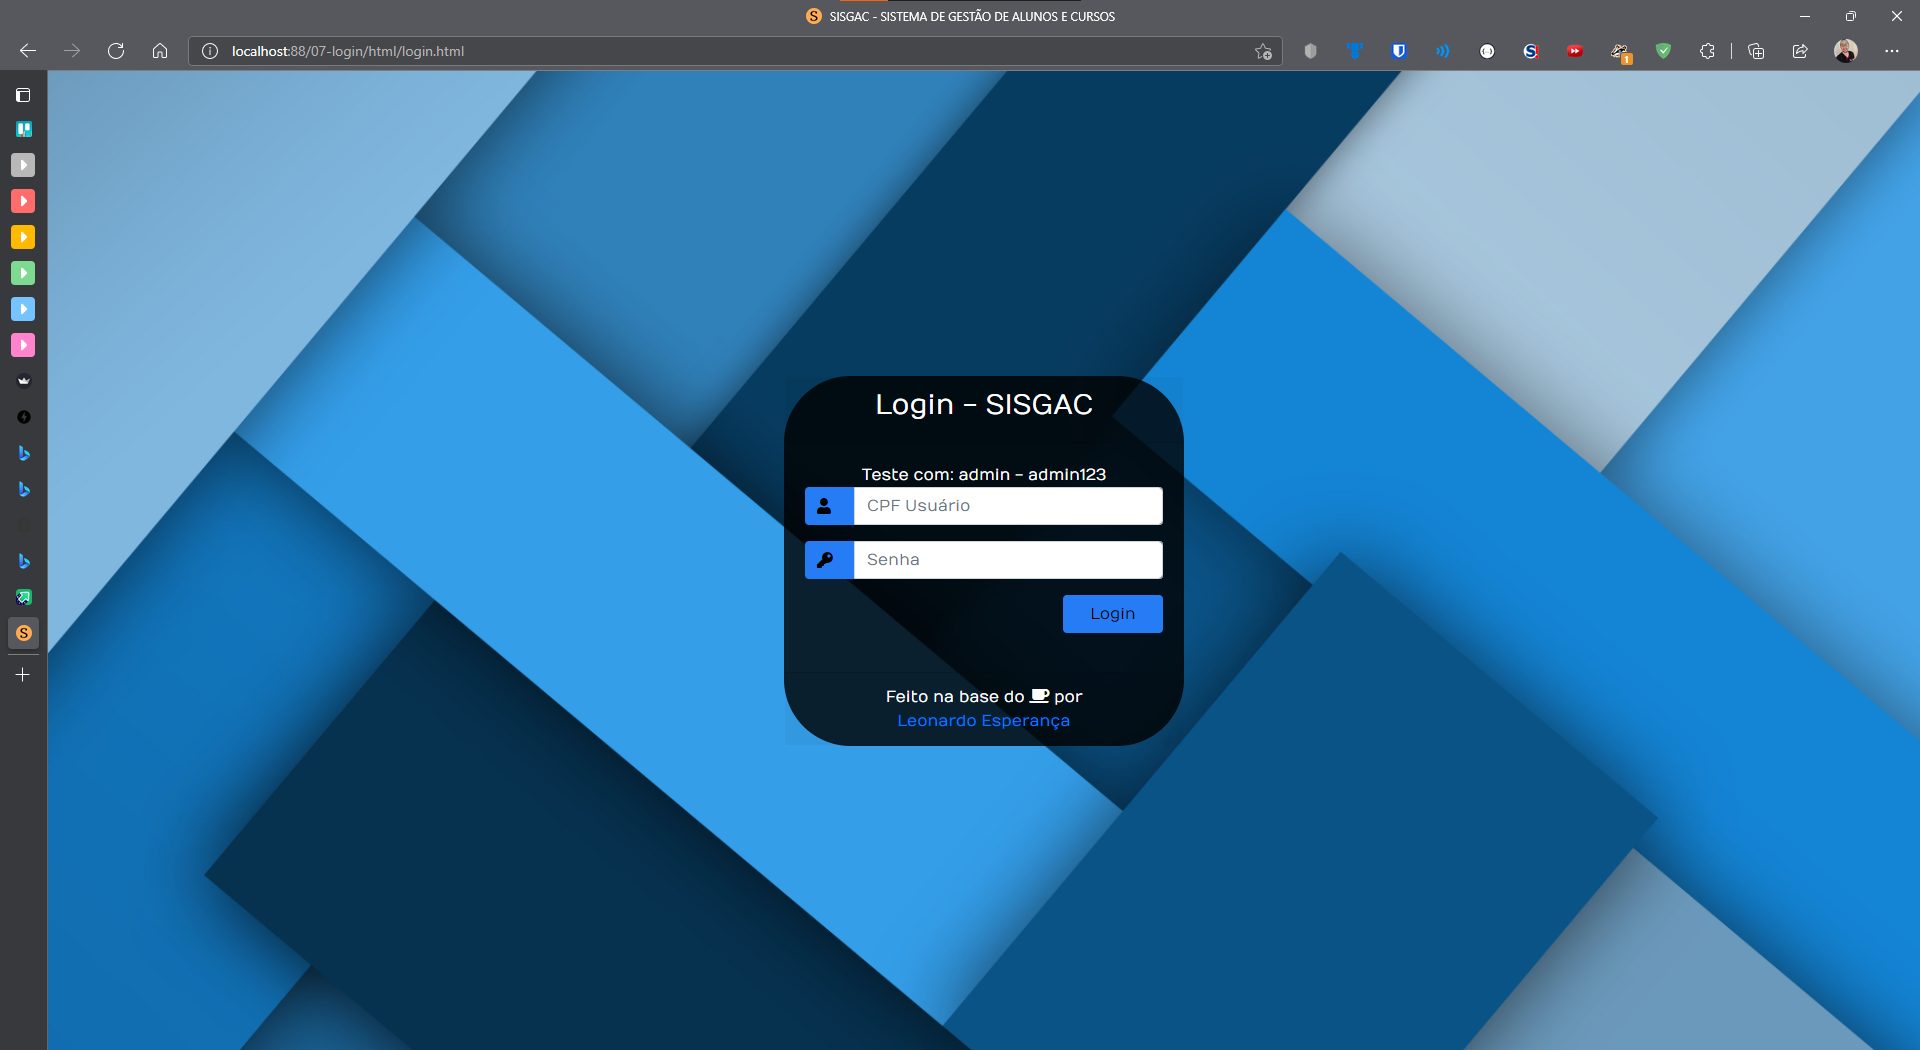 SISGAC - SISTEMA DE GESTÃO DE ALUNOS E CURSOS
localhost:88/07-login/html/login.html
1
Login - SISGAC
Teste com: admin - admin123
CPF Usuário
Senha
Login
Feito na base do por
Leonardo Esperança